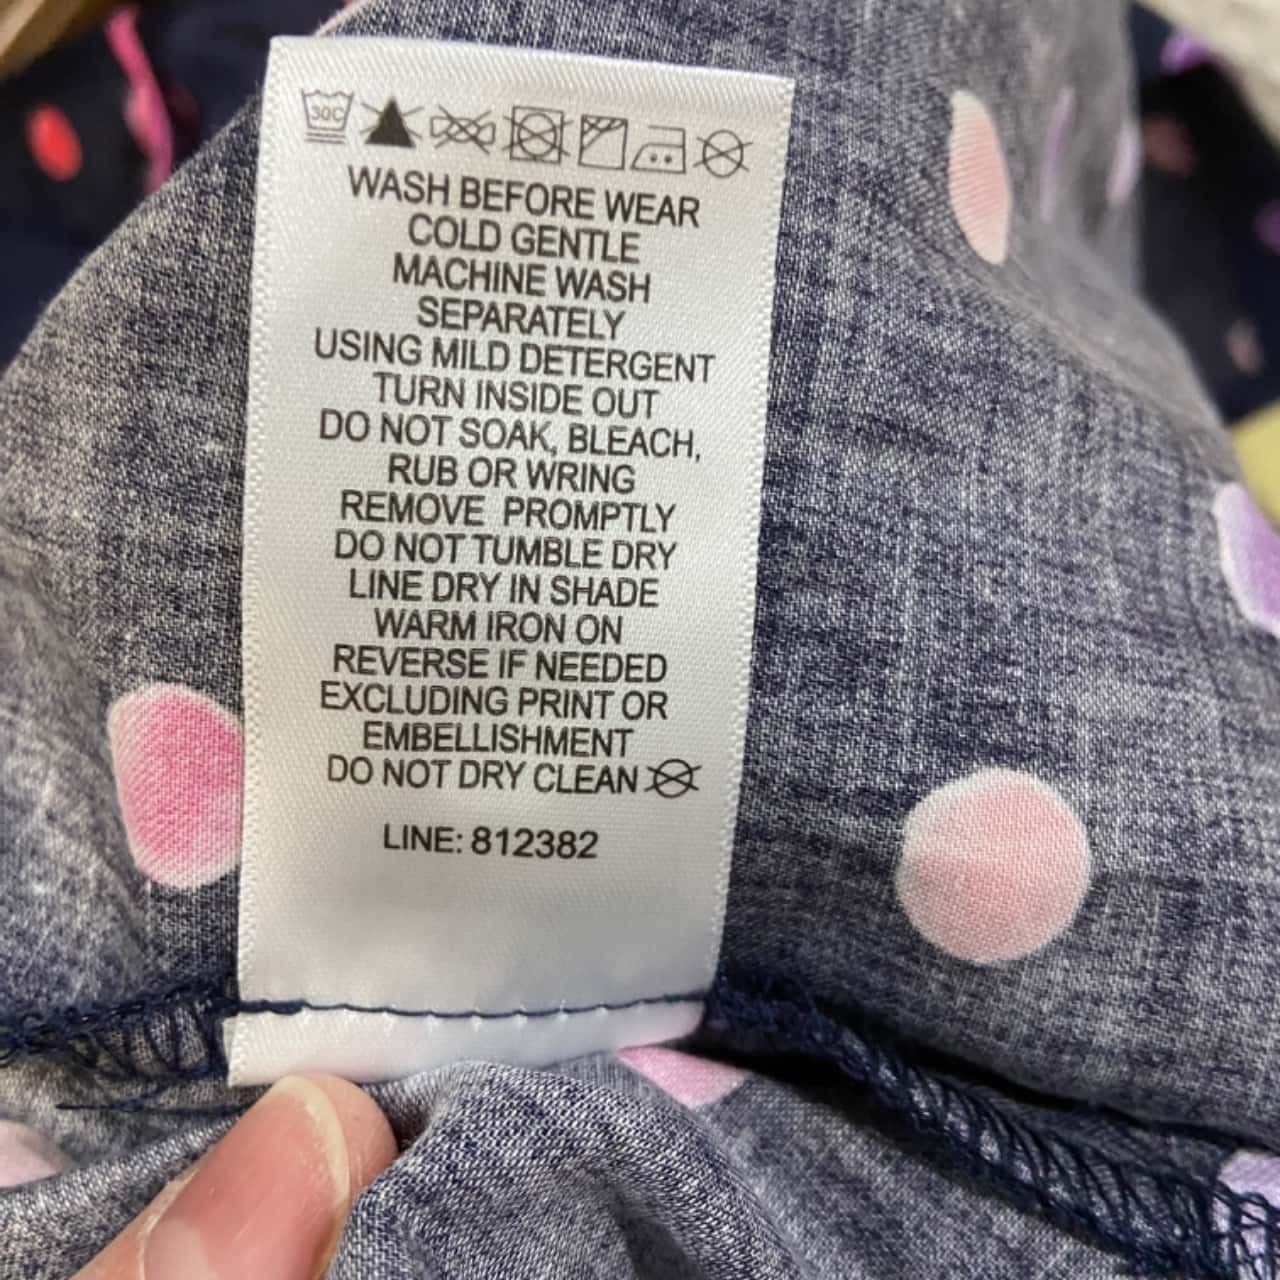 30C
WASH BEFORE WEAR
COLD GENTLE
MACHINE WASH
SEPARATELY
USING MILD DETERGENT
TURN INSIDE OUT
DO NOT SOAK, BLEACH,
RUB OR WRING
REMOVE PROMPTLY
DO NOT TUMBLE DRY
LINE DRY IN SHADE
WARM IRON ON
REVERSE IF NEEDED
EXCLUDING PRINT OR
EMBELLISHMENT
DO NOT DRY CLEAN
LINE: 812382